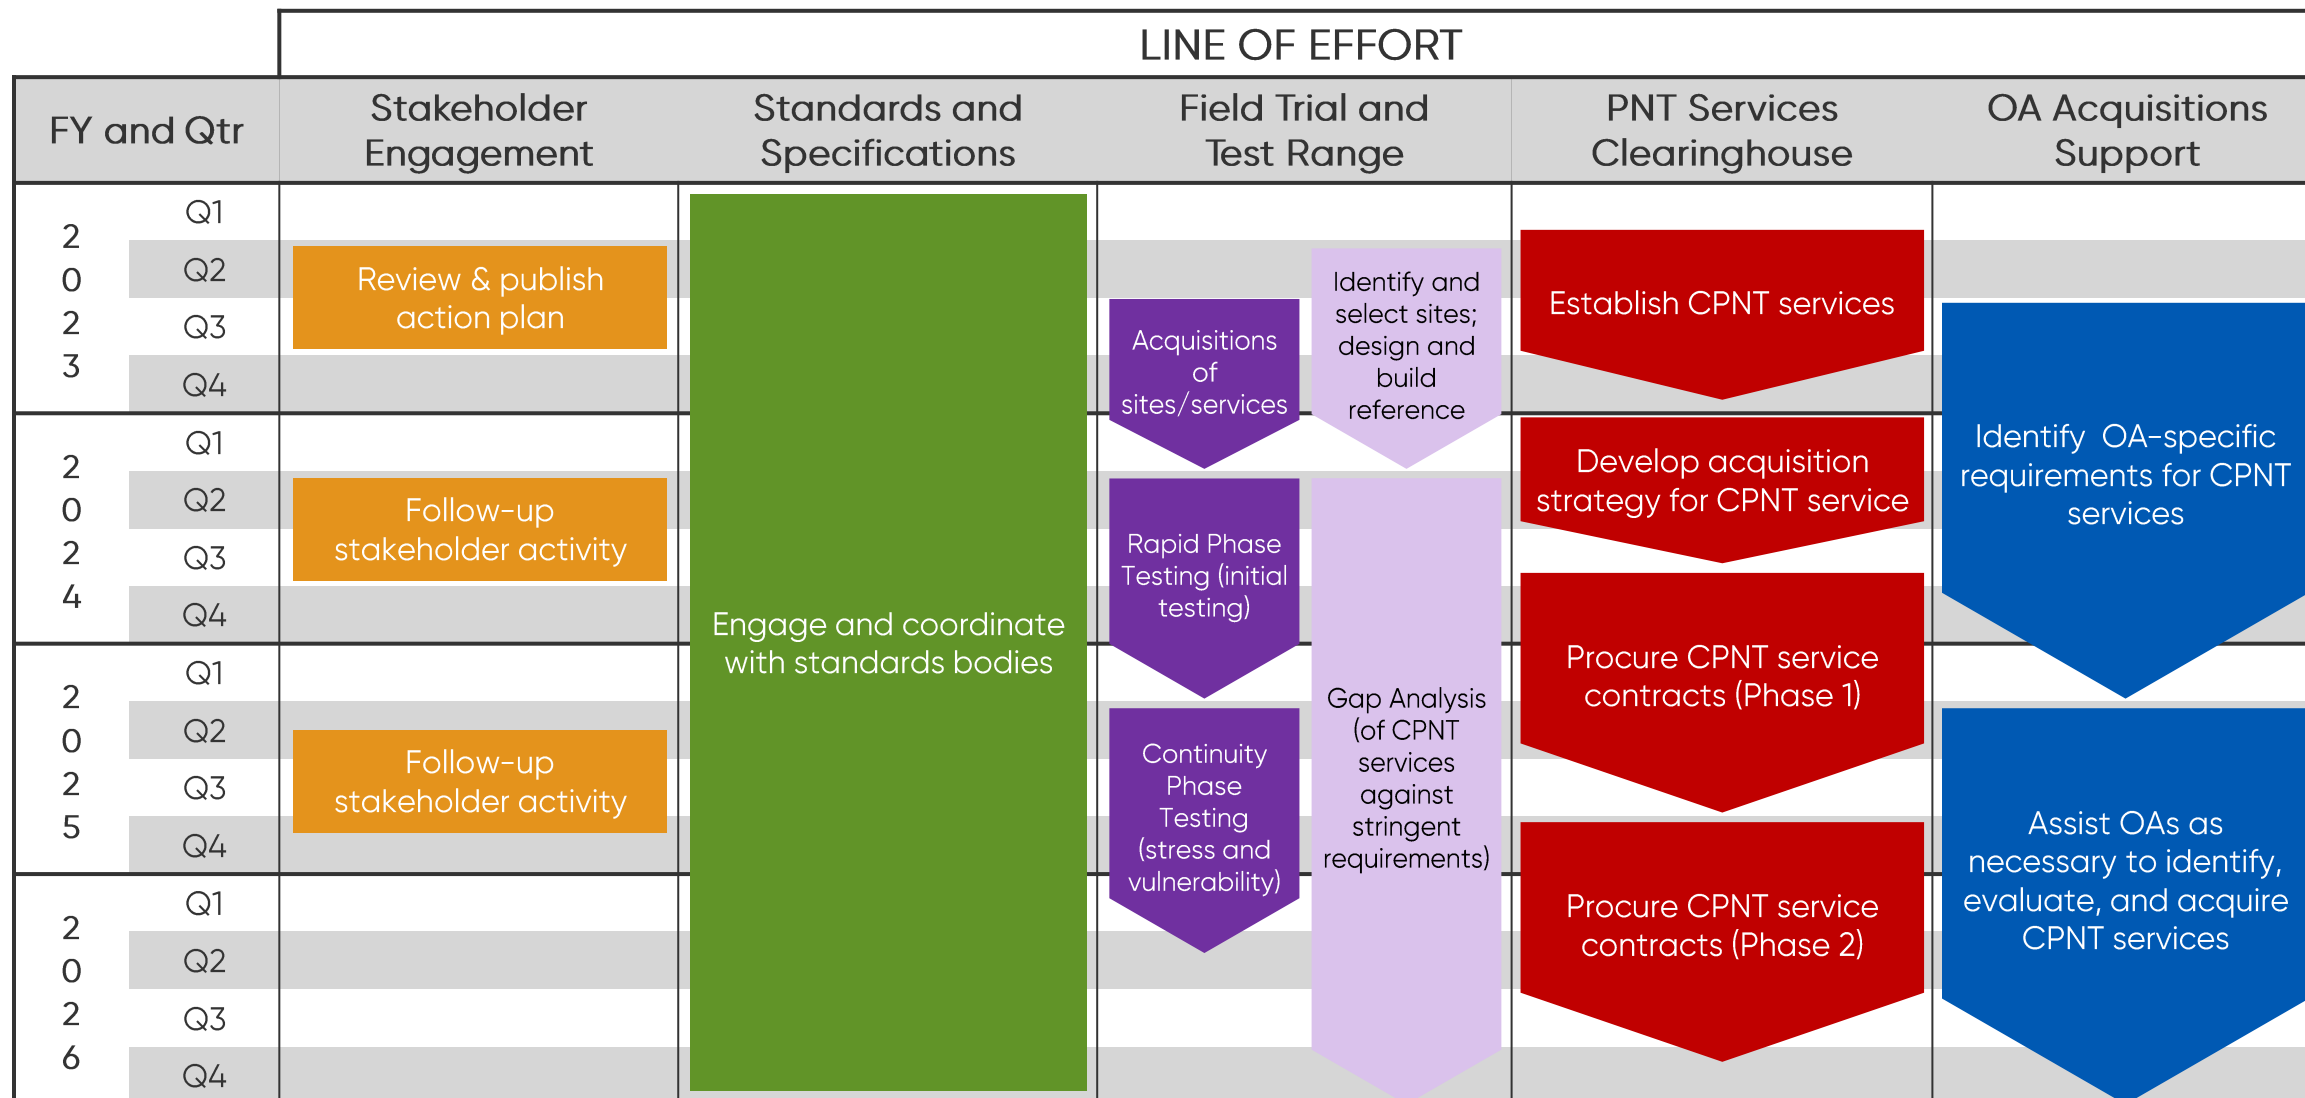 LINE OF EFFORT
FY and Qtr
Stakeholder
Engagement
Standards and
Specifications
Field Trial and
Test Range
PNT Services
Clearinghouse
OA Acquisitions
Support
2
0
2
3
Q1
Q2
Q3
Q4
2
0
2
4
Q1
Q2
Q3
Q4
2
0
2
5
Q1
Q2
Q3
Q4
2
0
2
6
Q1
Q2
Q3
Q4
Review & publish
action plan
Follow-up
stakeholder activity
Follow-up
stakeholder activity
Engage and coordinate
with standards bodies
Acquisitions
of
sites/services
Rapid Phase
Testing (initial
testing)
Continuity
Phase
Testing
(stress and
vulnerability)
Identify and
select sites;
design and
build
reference
Gap Analysis
(of CPNT
services
against
stringent
requirements)
Establish CPNT services
Develop acquisition
strategy for CPNT service
Procure CPNT service
contracts (Phase 1)
Procure CPNT service
contracts (Phase 2)
Identify OA-specific
requirements for CPNT
services
Assist OAs as
necessary to identify,
evaluate, and acquire
CPNT services